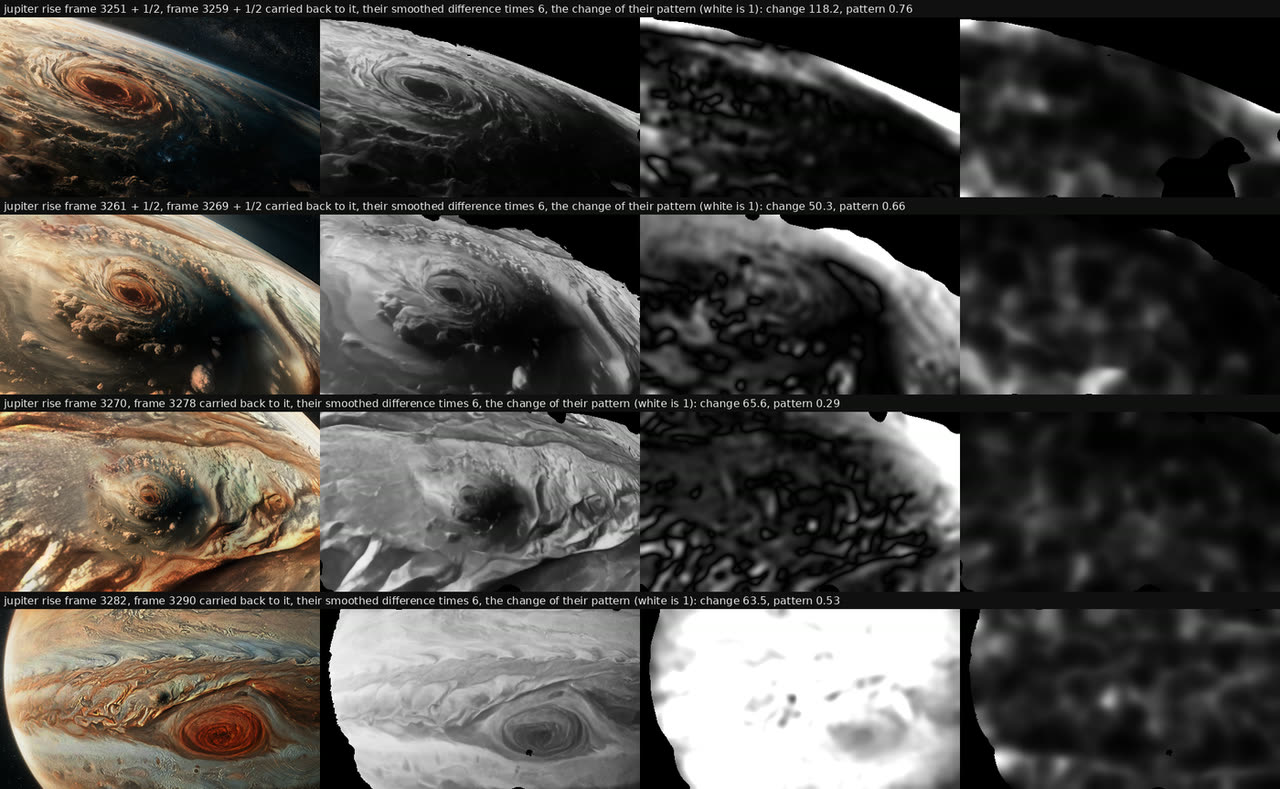 jupiter rise frame 3251 + 1/2, frame 3259 + 1/2 carried back to it, their smoothed difference times 6, the change of their pattern (white is 1): change 118.2, pattern 0.76
jupiter rise frame 3261 + 1/2, frame 3269 + 1/2 carried back to it, their smoothed difference times 6, the change of their pattern (white is 1): change 50.3, pattern 0.66
jupiter rise frame 3270, frame 3278 carried back to it, their smoothed difference times 6, the change of their pattern (white is 1): change 65.6, pattern 0.29
jupiter rise frame 3282, frame 3290 carried back to it, their smoothed difference times 6, the change of their pattern (white is 1): change 63.5, pattern 0.53